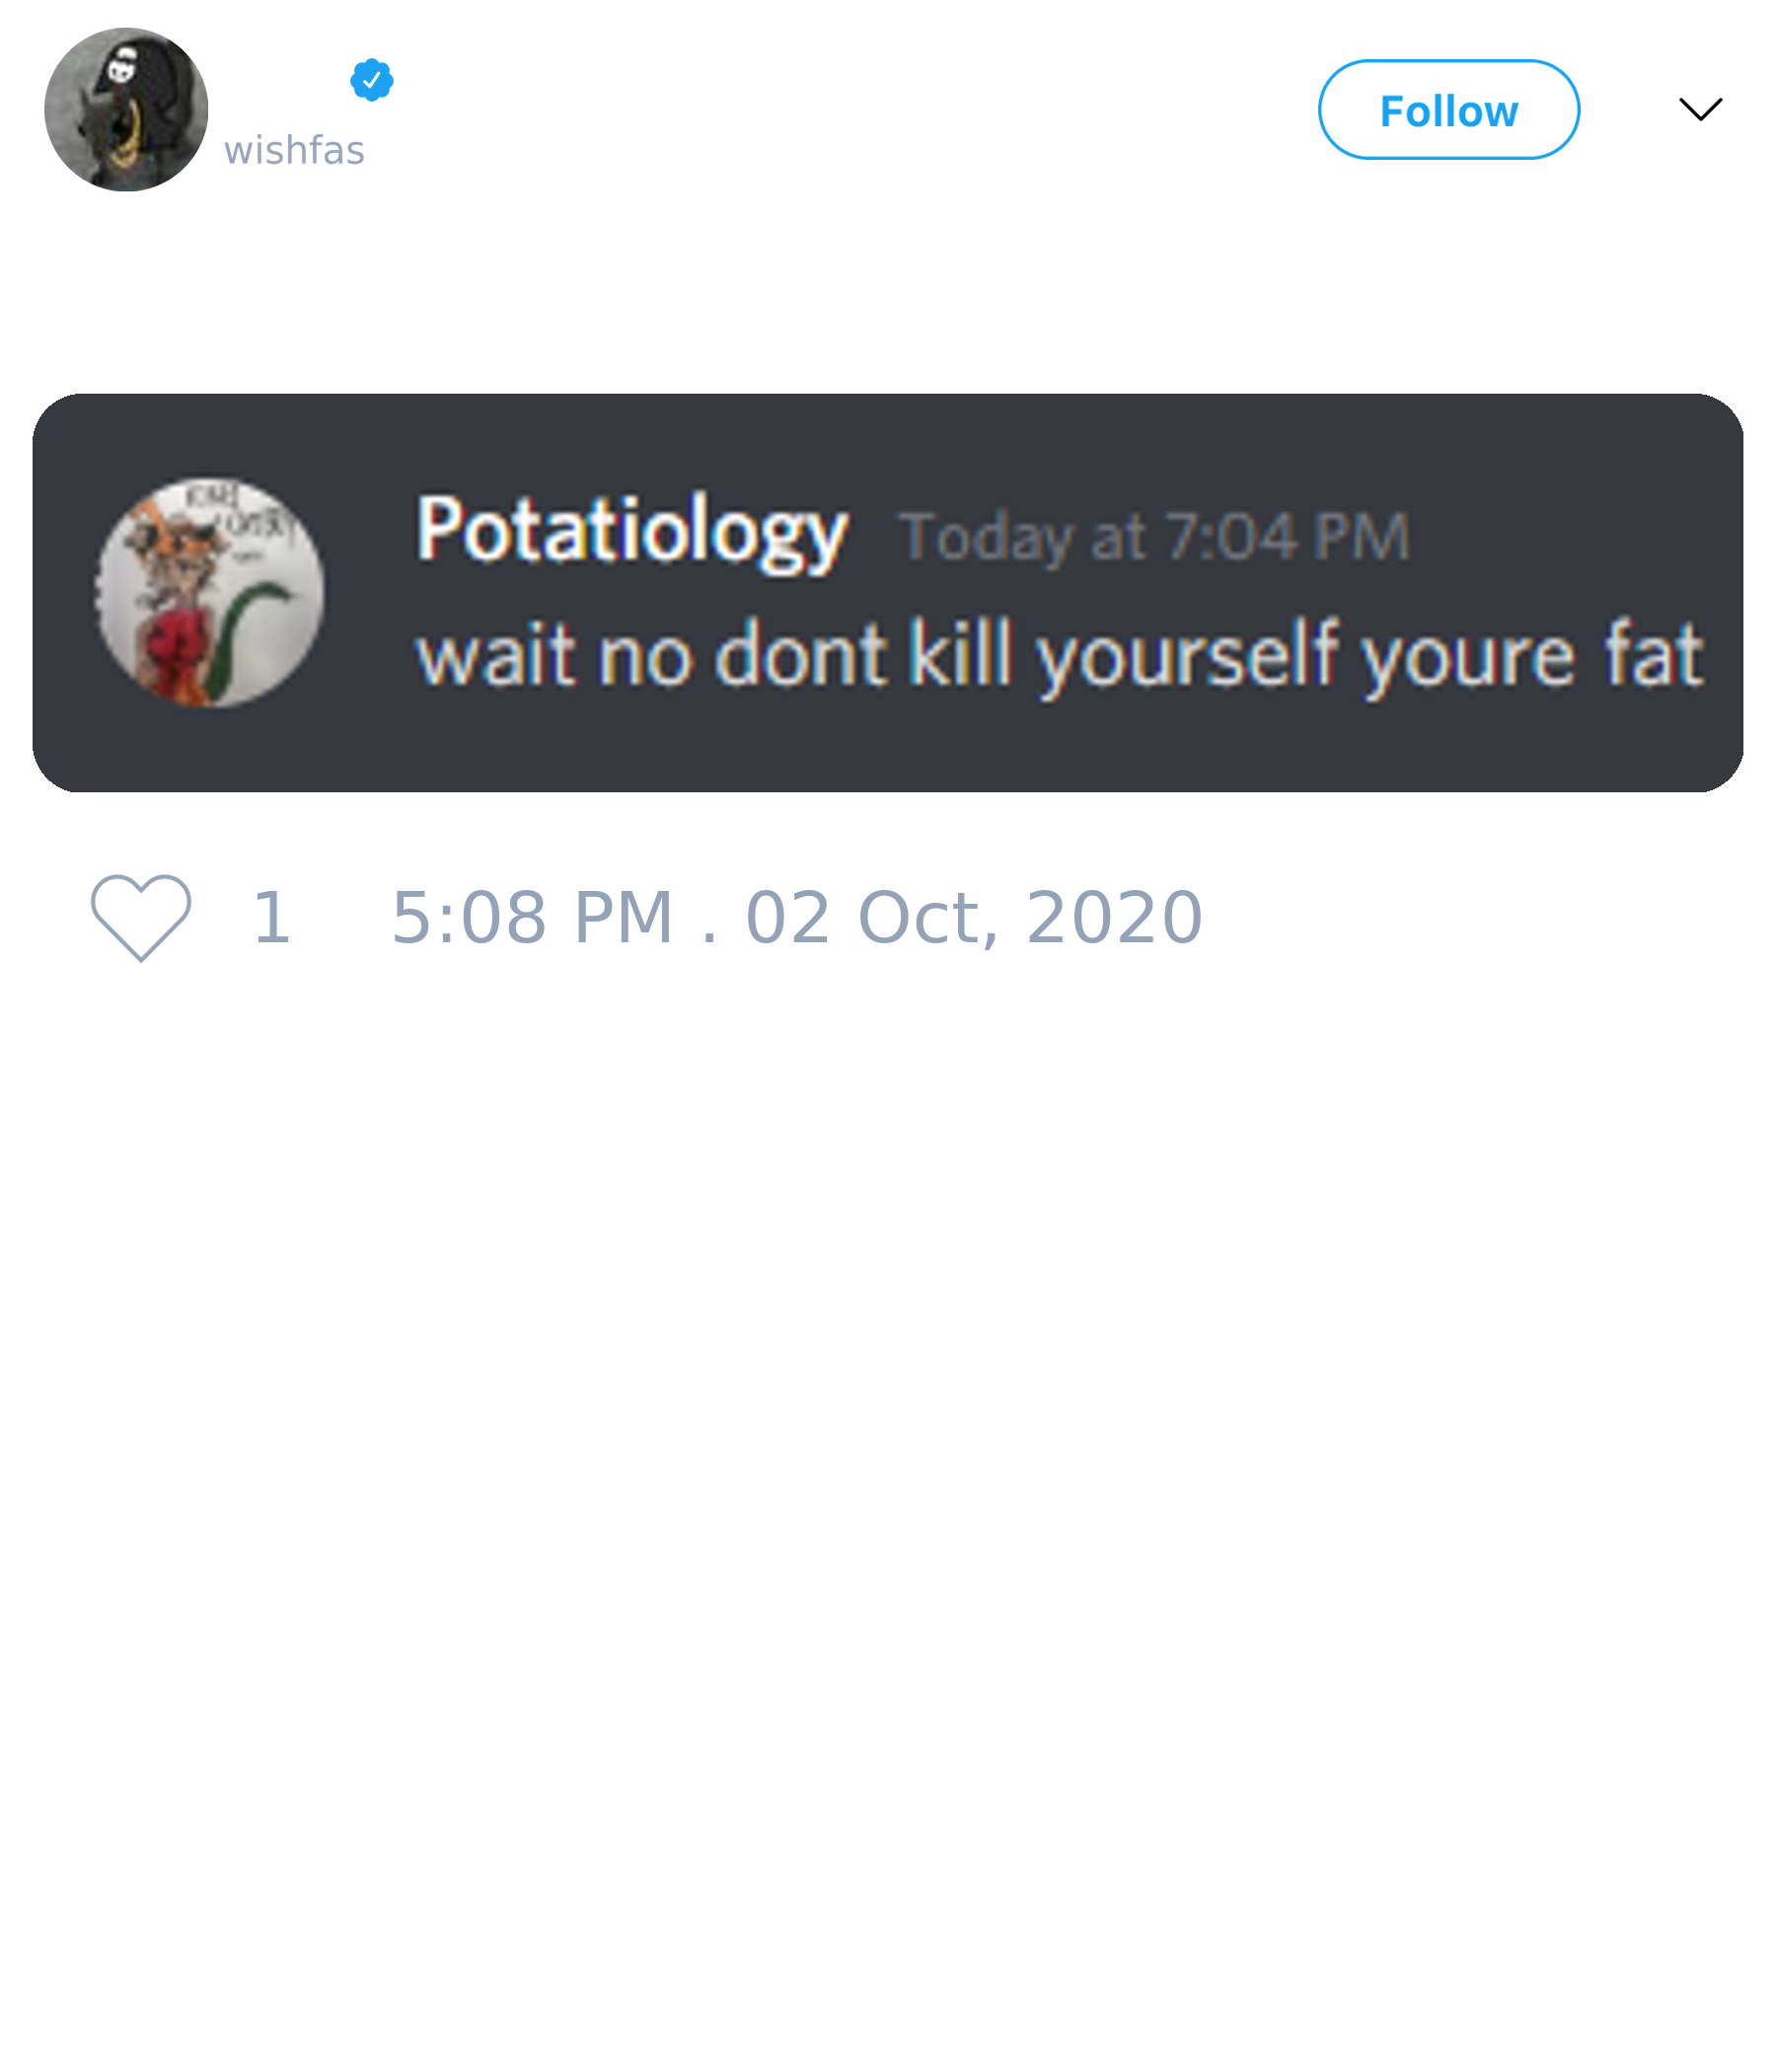 wishfas
Follow
Potatiology Today at 7:04 PM
wait no dont kill yourself youre fat
1 5:08 PM . 02 Oct, 2020